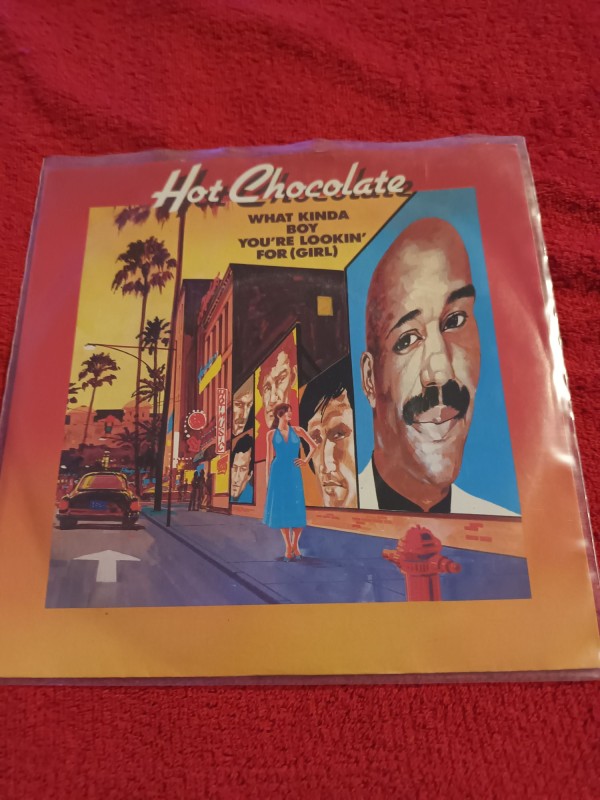 Hot Chocolate
WHAT KINDA
BOY
YOU'RE LOOKIN'
FOR (GIRL)